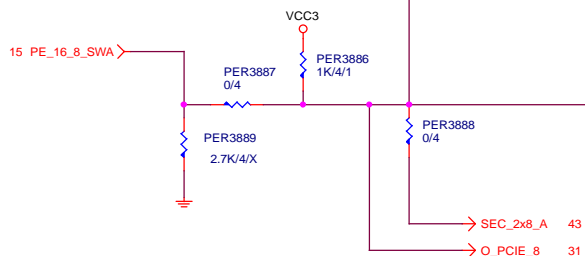 VCC3
15 PE_16_8_SWA
PER3886
1K/4/1
PER3887
0/4
PER3889
2.7K/4/X
PER3888
0/4
SEC_2x8_A 43
O_PCIE_8 31